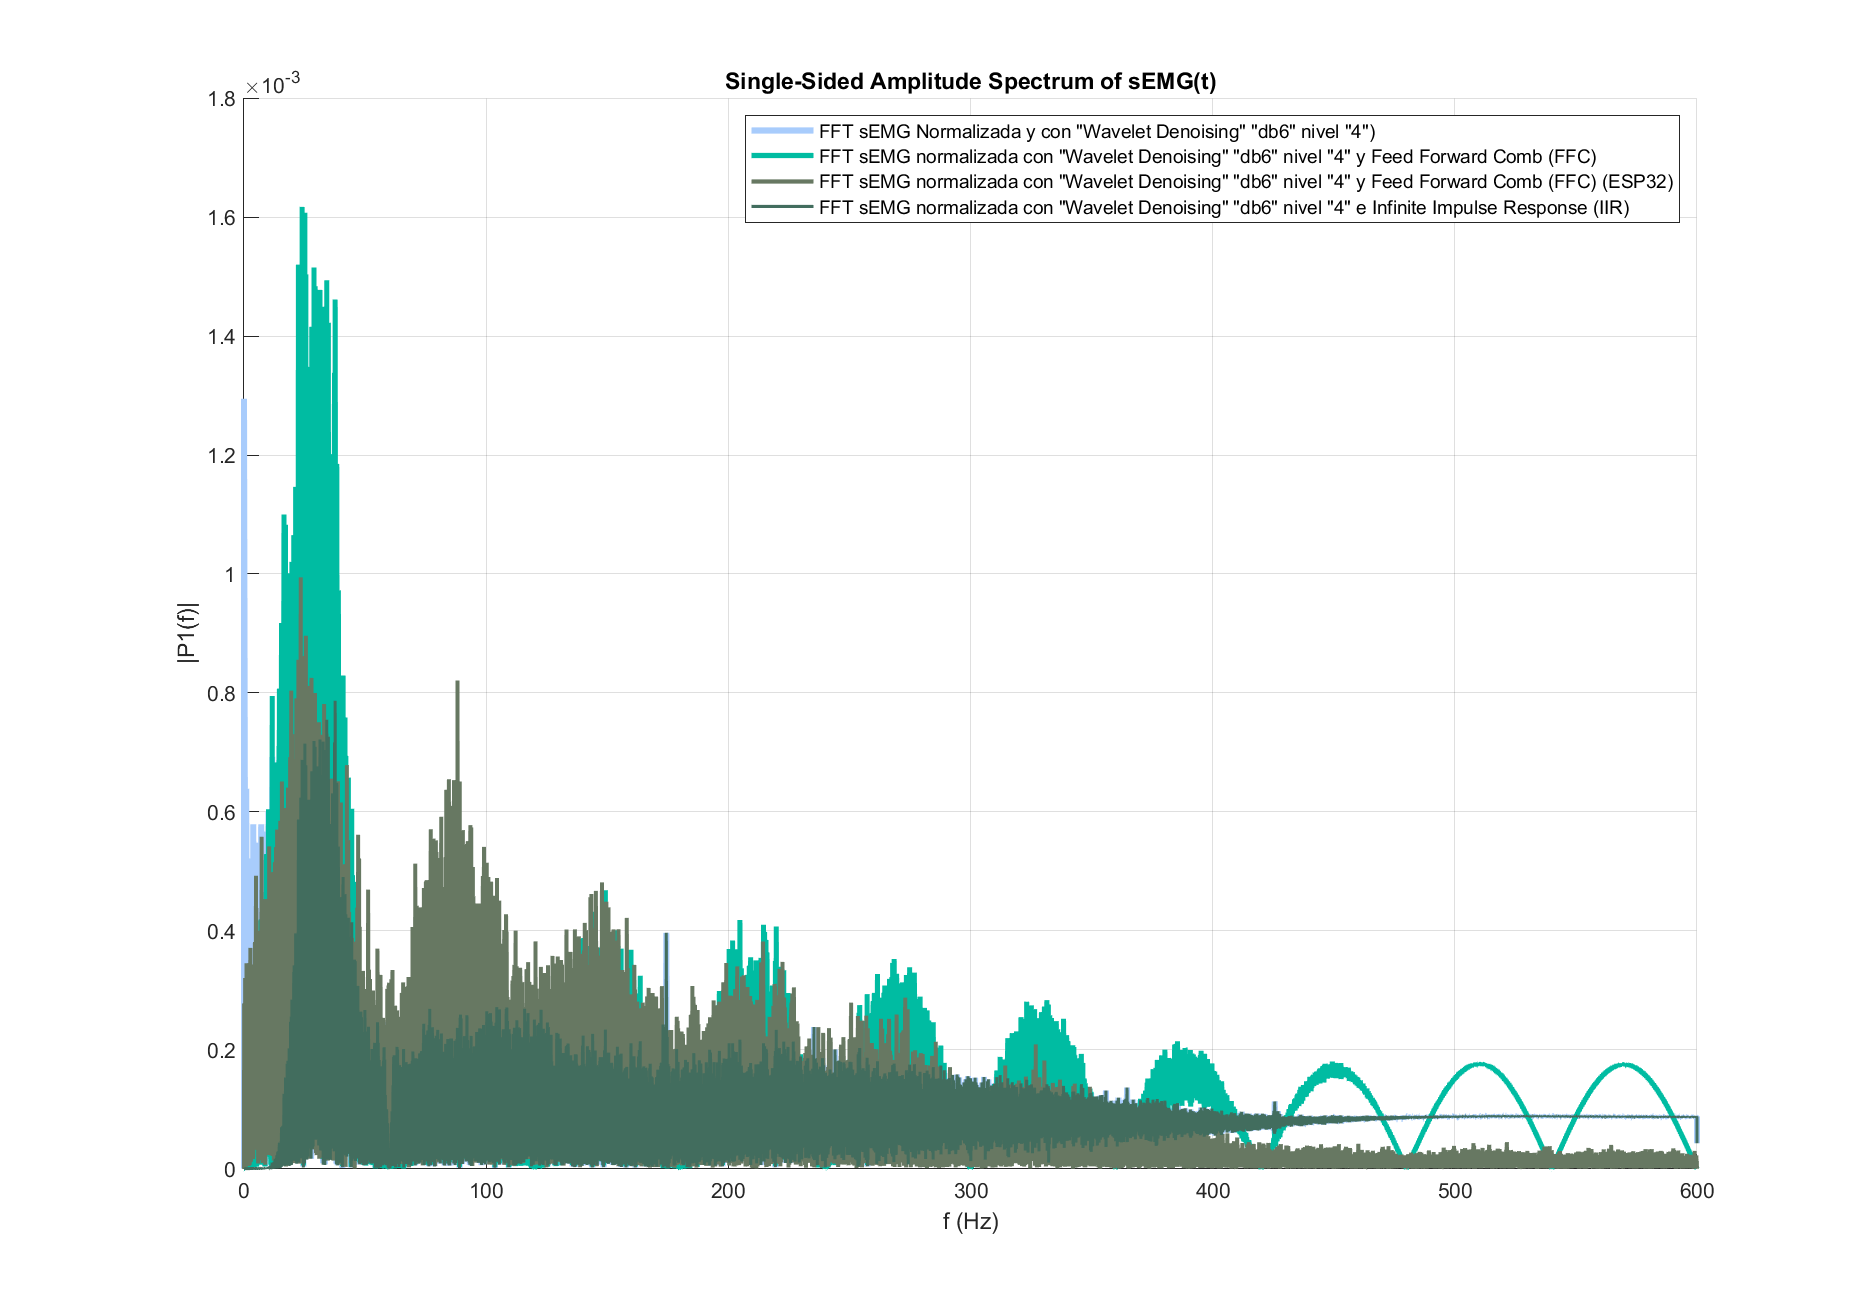 Single-Sided Amplitude Spectrum of sEMG(t)
×10-3
FFT sEMG Normalizada y con "Wavelet Denoising" "db6" nivel "4")
FFT sEMG normalizada con "Wavelet Denoising" "db6" nivel "4" y Feed Forward Comb (FFC)
FFT sEMG normalizada con "Wavelet Denoising" "db6" nivel "4" y Feed Forward Comb (FFC) (ESP32)
FFT sEMG normalizada con "Wavelet Denoising" "db6" nivel "4" e Infinite Impulse Response (IIR)
1.8
1.6
1.4
1.2
1
0.8
0.6
0.4
0.2
0
|P1(f)|
0 100 200 300 400 500 600
f (Hz)